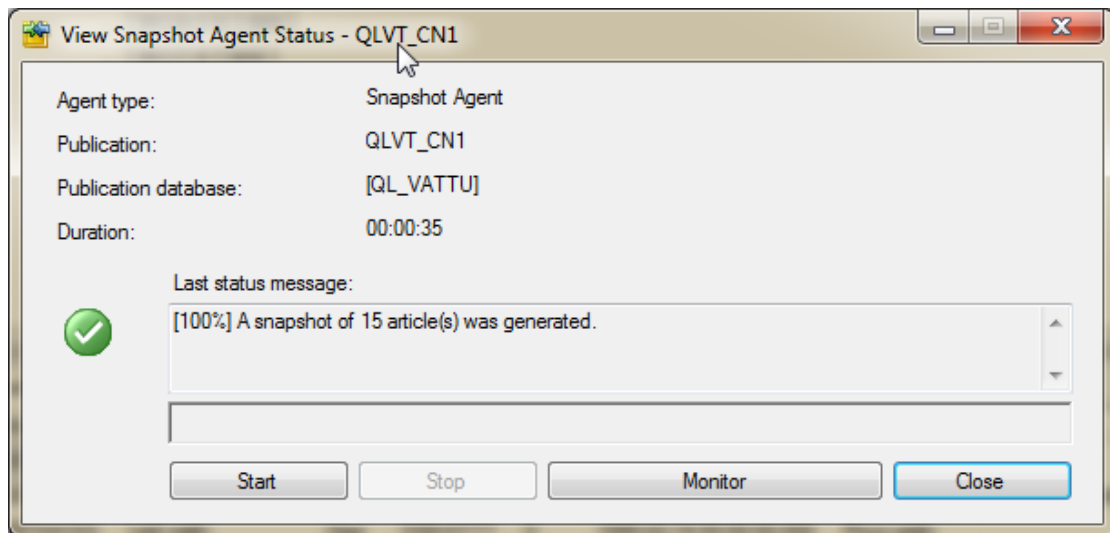 View Snapshot Agent Status - QLVT_CN1
Agent type: Snapshot Agent
Publication: QLVT_CN1
Publication database: [QL_VATTU]
Duration: 00:00:35
Last status message:
[100%] A snapshot of 15 article(s) was generated.
Start Stop Monitor Close